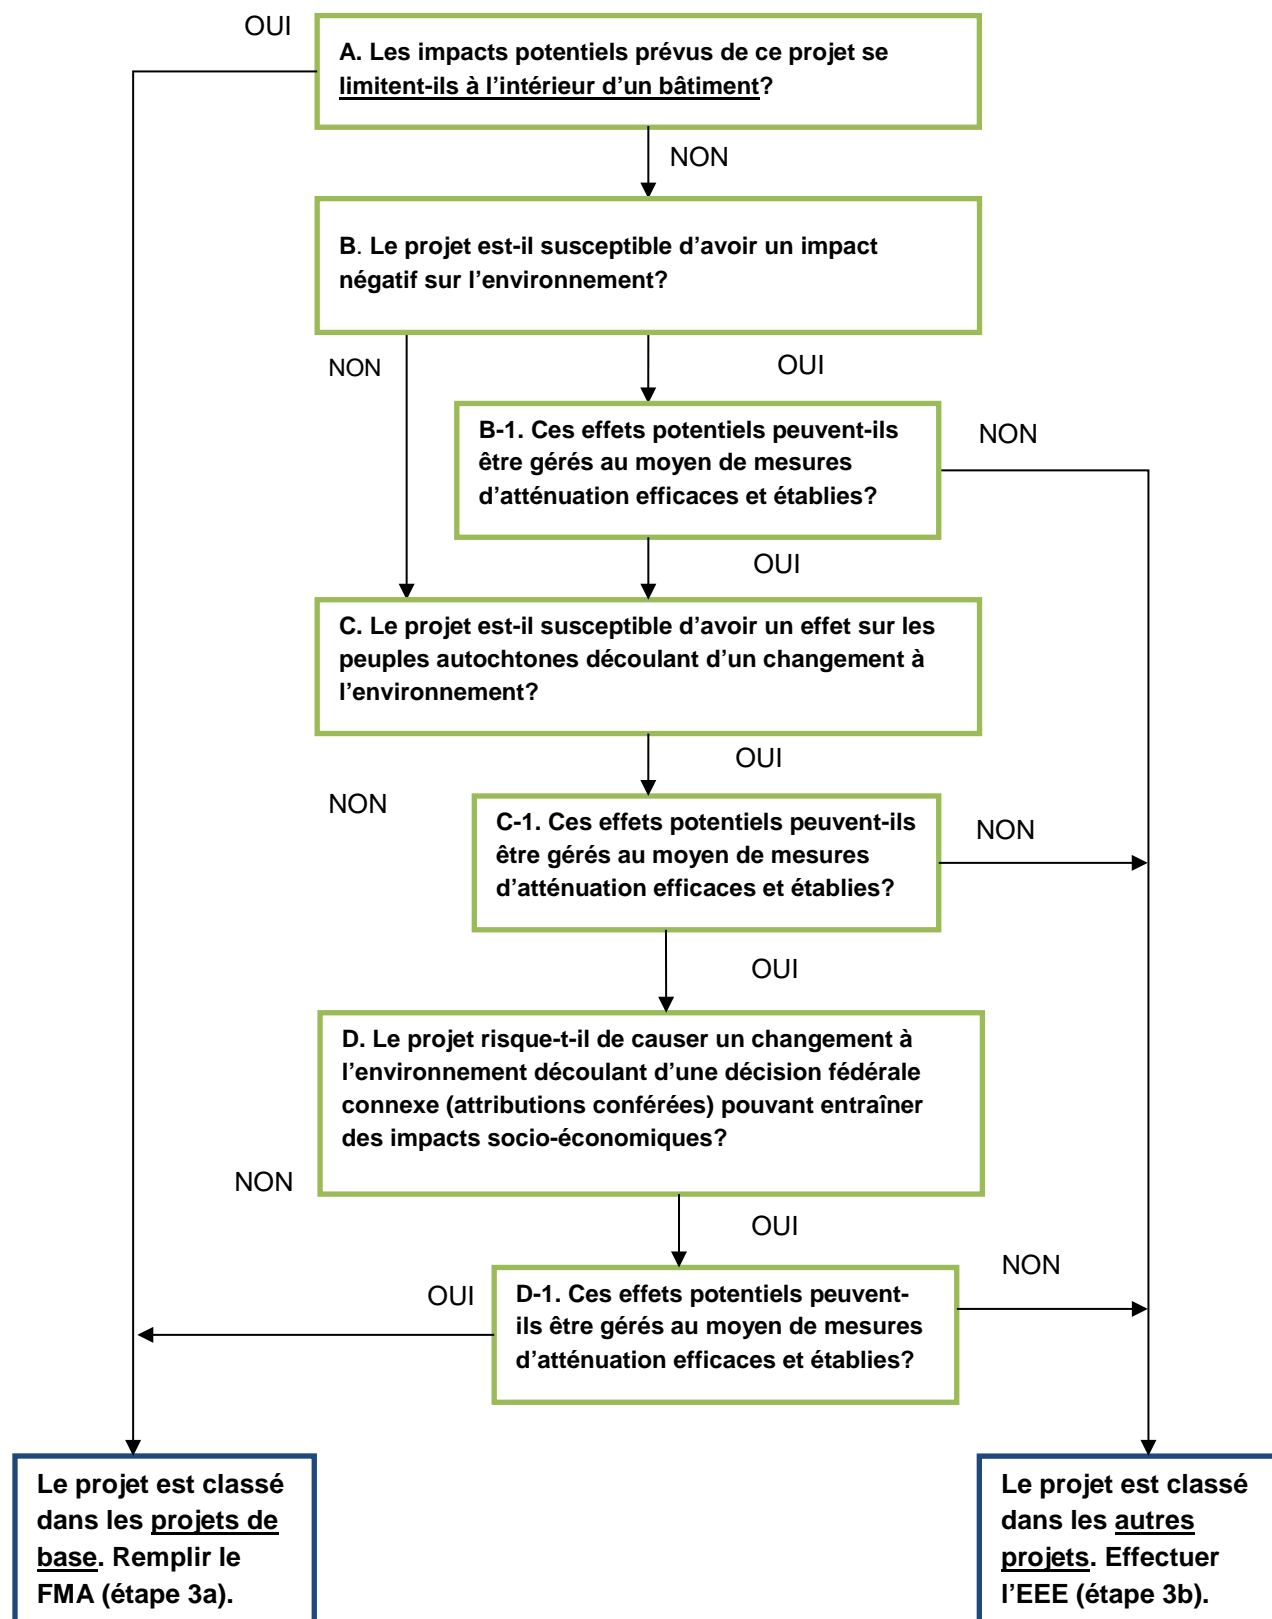 OUI
A. Les impacts potentiels prévus de ce projet se
limitent-ils à l’intérieur d’un bâtiment?
NON
B. Le projet est-il susceptible d’avoir un impact
négatif sur l’environnement?
NON
OUI
B-1. Ces effets potentiels peuvent-ils
être gérés au moyen de mesures
d’atténuation efficaces et établies?
NON
OUI
C. Le projet est-il susceptible d’avoir un effet sur les
peuples autochtones découlant d’un changement à
l’environnement?
OUI
NON
C-1. Ces effets potentiels peuvent-ils
être gérés au moyen de mesures
d’atténuation efficaces et établies?
NON
OUI
D. Le projet risque-t-il de causer un changement à
l’environnement découlant d’une décision fédérale
connexe (attributions conférées) pouvant entraîner
des impacts socio-économiques?
NON
OUI
OUI
D-1. Ces effets potentiels peuvent-
ils être gérés au moyen de mesures
d’atténuation efficaces et établies?
NON
Le projet est classé
dans les projets de
base. Remplir le
FMA (étape 3a).
Le projet est classé
dans les autres
projets. Effectuer
l’EEE (étape 3b).